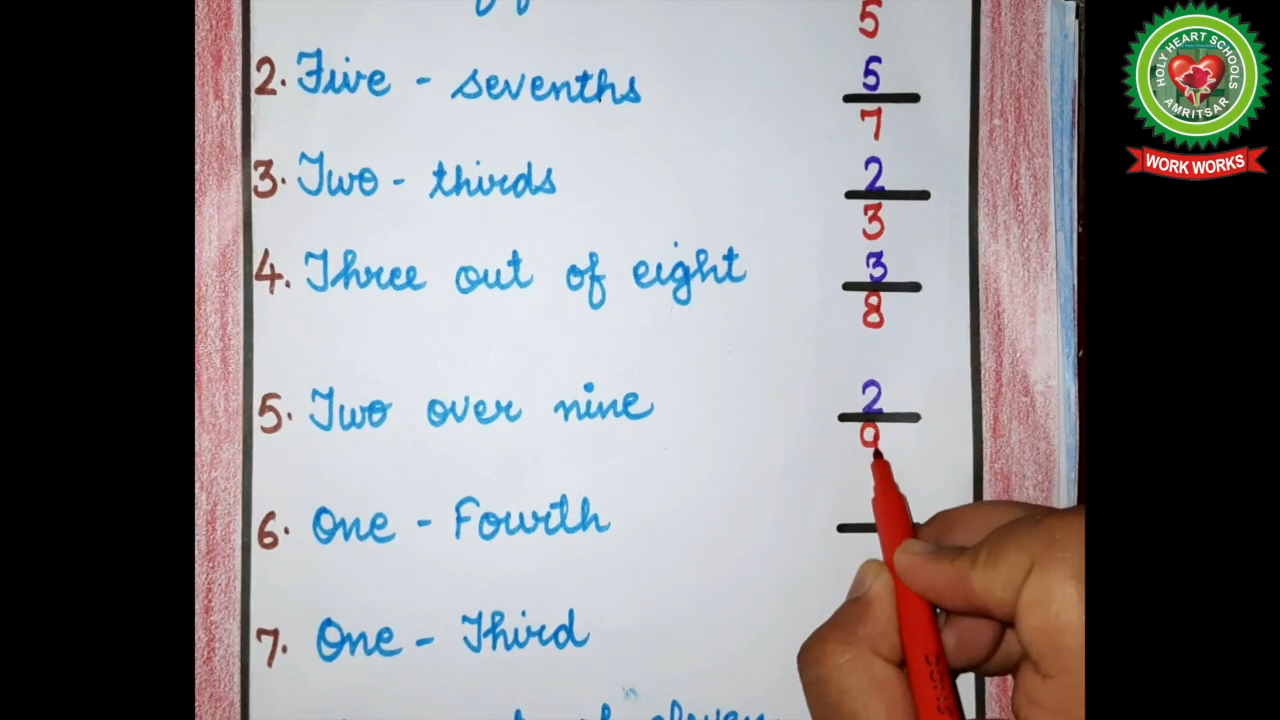 5
2. Five - sevenths 5/7
3. Two - thirds 2/3
4. Three out of eight 3/8
5. Two over nine 2/
6. One - Fourth
7. One - Third
HOLY HEART SCHOOLS
AMRITSAR
WORK WORKS